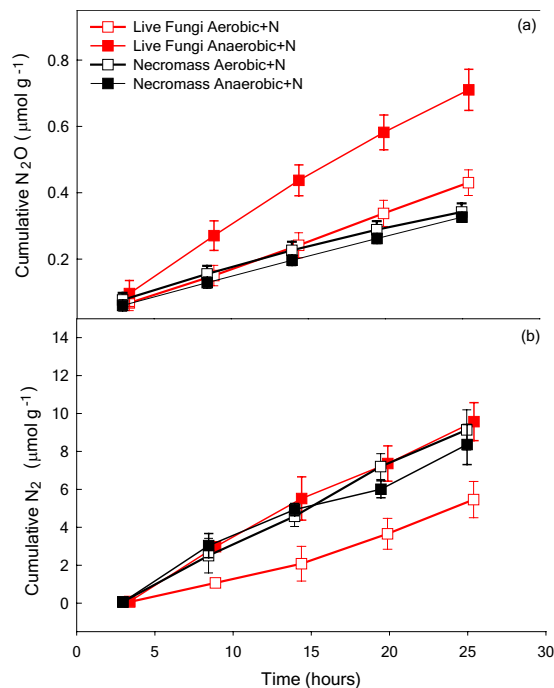 (a)
Live Fungi Aerobic+N
Live Fungi Anaerobic+N
Necromass Aerobic+N
Necromass Anaerobic+N
Cumulative N₂O ( μmol g⁻¹ )
0.8
0.6
0.4
0.2
(b)
Cumulative N₂ (μmol g⁻¹)
14
12
10
8
6
4
2
0
0 5 10 15 20 25 30
Time (hours)